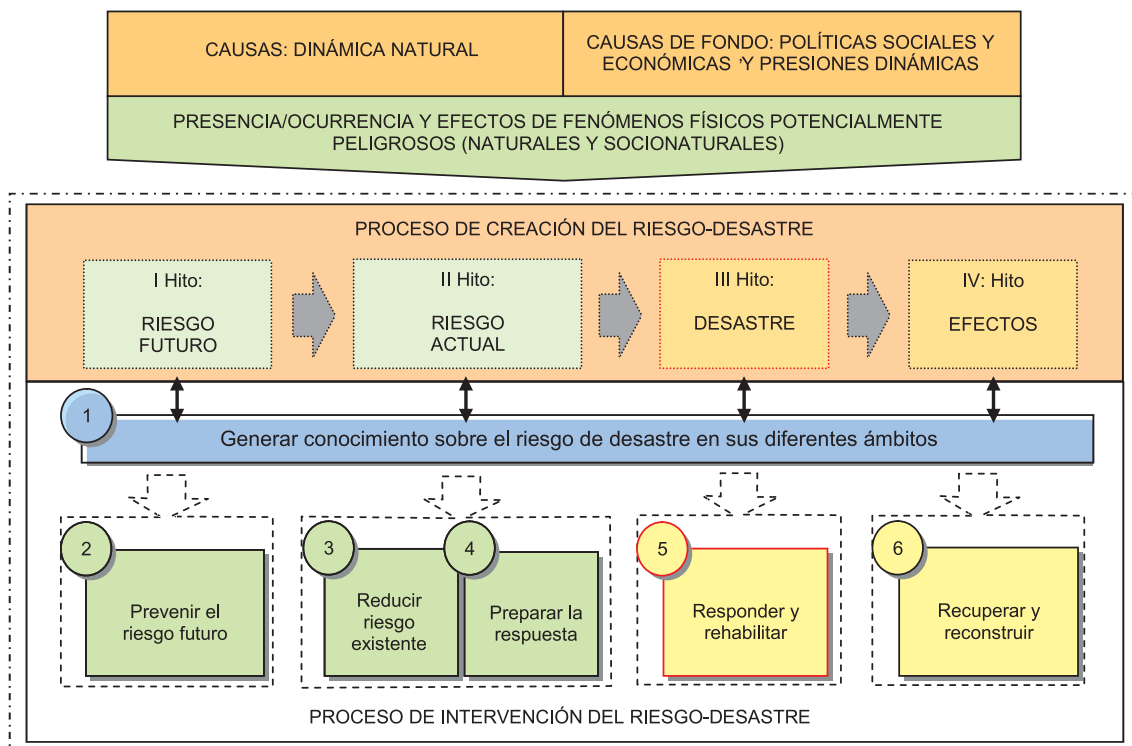 CAUSAS: DINÁMICA NATURAL
CAUSAS DE FONDO: POLÍTICAS SOCIALES Y
ECONÓMICAS ’Y PRESIONES DINÁMICAS
PRESENCIA/OCURRENCIA Y EFECTOS DE FENÓMENOS FÍSICOS POTENCIALMENTE
PELIGROSOS (NATURALES Y SOCIONATURALES)
PROCESO DE CREACIÓN DEL RIESGO-DESASTRE
I Hito:
RIESGO
FUTURO
II Hito:
RIESGO
ACTUAL
III Hito:
DESASTRE
IV: Hito
EFECTOS
1
Generar conocimiento sobre el riesgo de desastre en sus diferentes ámbitos
2
Prevenir el
riesgo futuro
3
Reducir
riesgo
existente
4
Preparar la
respuesta
5
Responder y
rehabilitar
6
Recuperar y
reconstruir
PROCESO DE INTERVENCIÓN DEL RIESGO-DESASTRE